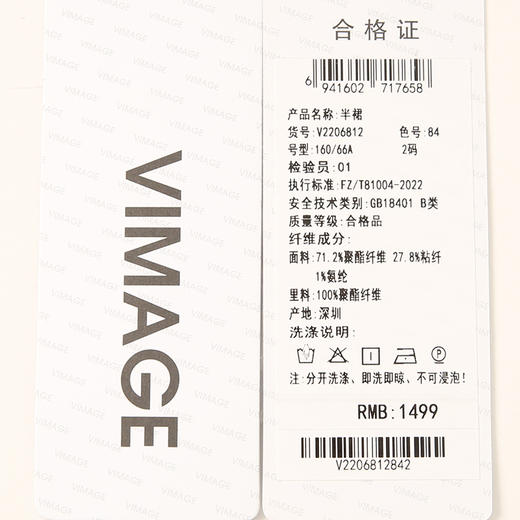 VIMAGE
合格证
6 941602 717658
产品名称:半裙
货号:V2206812 色号:84
号型:160/66A 2码
检验员:01
执行标准:FZ/T81004-2022
安全技术类别:GB18401 B类
质量等级:合格品
纤维成分:
面料:71.2%聚酯纤维 27.8%粘纤
1%氨纶
里料:100%聚酯纤维
产地:深圳
洗涤说明:
P
注:分开洗涤、即洗即晾、不可浸泡!
RMB:1499
V2206812842